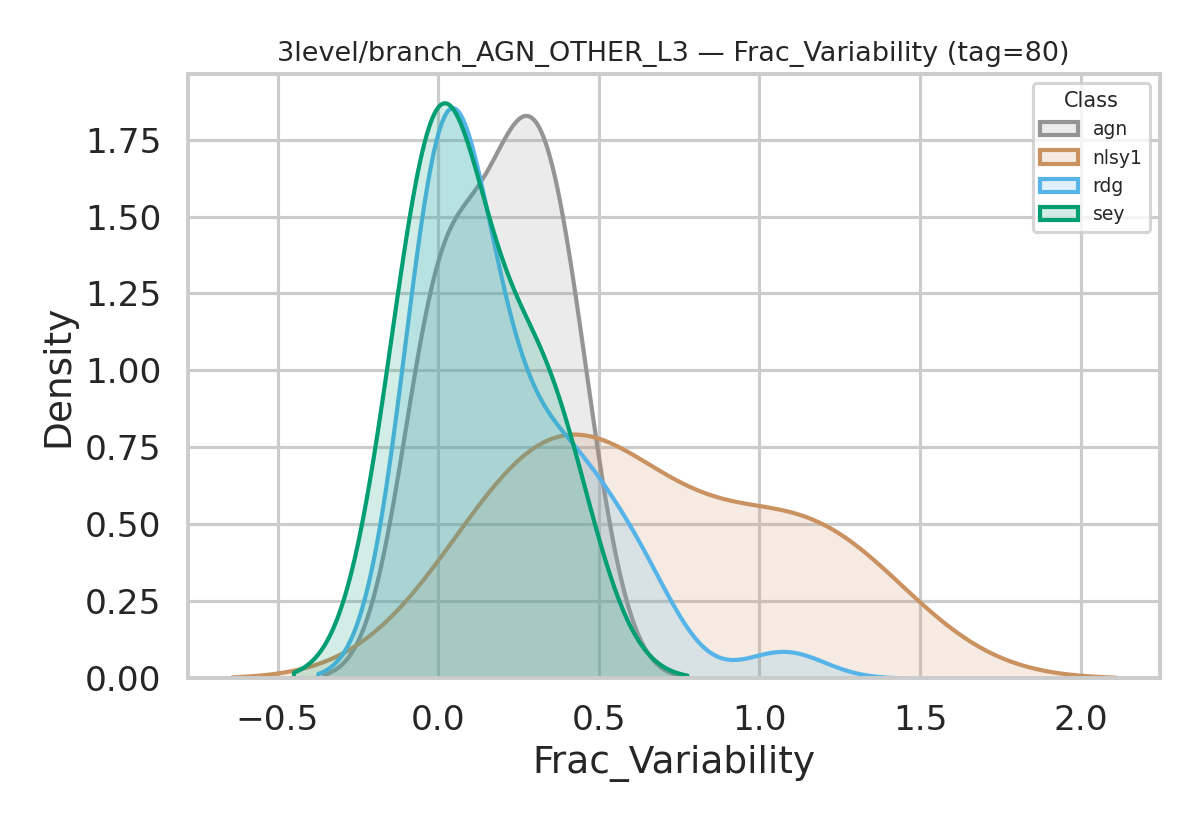 3level/branch_AGN_OTHER_L3 — Frac_Variability (tag=80)
Class
agn
nlsy1
rdg
sey
Density
1.75
1.50
1.25
1.00
0.75
0.50
0.25
0.00
−0.5 0.0 0.5 1.0 1.5 2.0
Frac_Variability